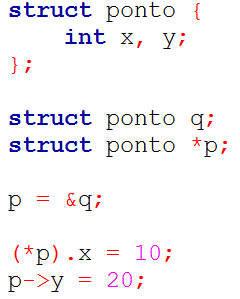 struct ponto {
    int x, y;
};
struct ponto q;
struct ponto *p;
p = &q;
(*p).x = 10;
p->y = 20;